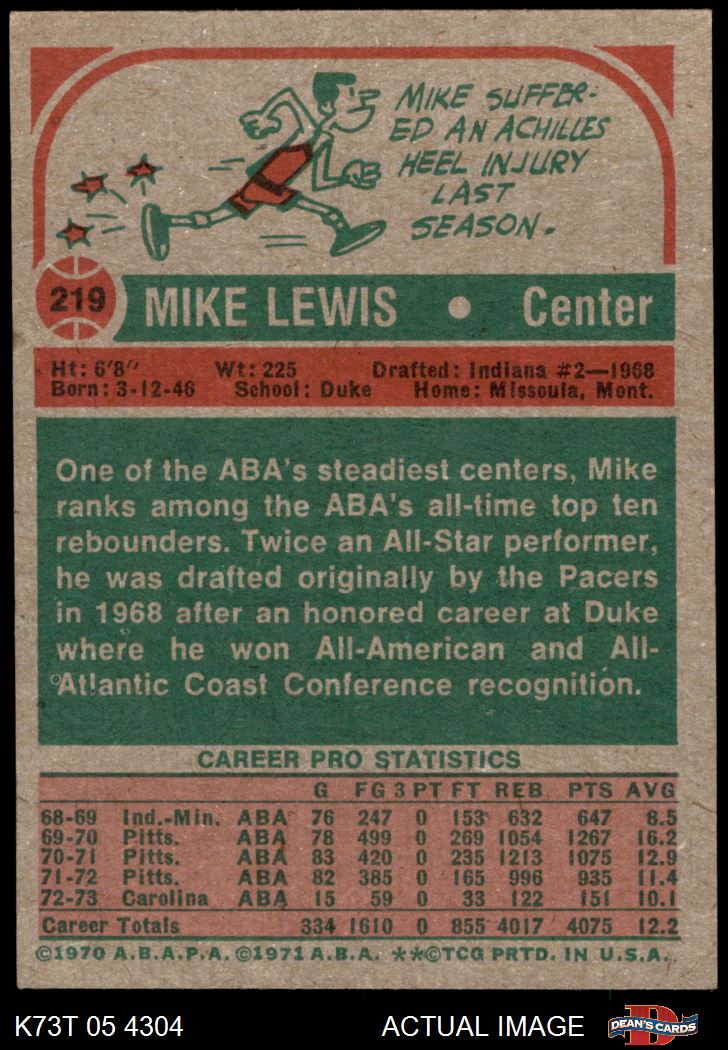 MIKE SUFFER-
ED AN ACHILLES
HEEL INJURY
LAST
SEASON.
219 MIKE LEWIS • Center
Ht: 6'8" Wt: 225 Drafted: Indiana #2—1968
Born: 3-12-46 School: Duke Home: Missoula, Mont.
One of the ABA's steadiest centers, Mike
ranks among the ABA's all-time top ten
rebounders. Twice an All-Star performer,
he was drafted originally by the Pacers
in 1968 after an honored career at Duke
where he won All-American and All-
Atlantic Coast Conference recognition.
CAREER PRO STATISTICS
G FG 3 PT FT REB PTS AVG
68-69 Ind.-Min. ABA 76 247 0 153 632 647 8.5
69-70 Pitts. ABA 78 499 0 269 1054 1267 16.2
70-71 Pitts. ABA 83 420 0 235 1213 1075 12.9
71-72 Pitts. ABA 82 385 0 165 996 935 11.4
72-73 Carolina ABA 15 59 0 33 122 151 10.1
Career Totals 334 1610 0 855 4017 4075 12.2
©1970 A.B.A.P.A. ©1971 A.B.A. **©TCG PRTD. IN U.S.A.
K73T 05 4304 ACTUAL IMAGE D DEAN'S CARDS